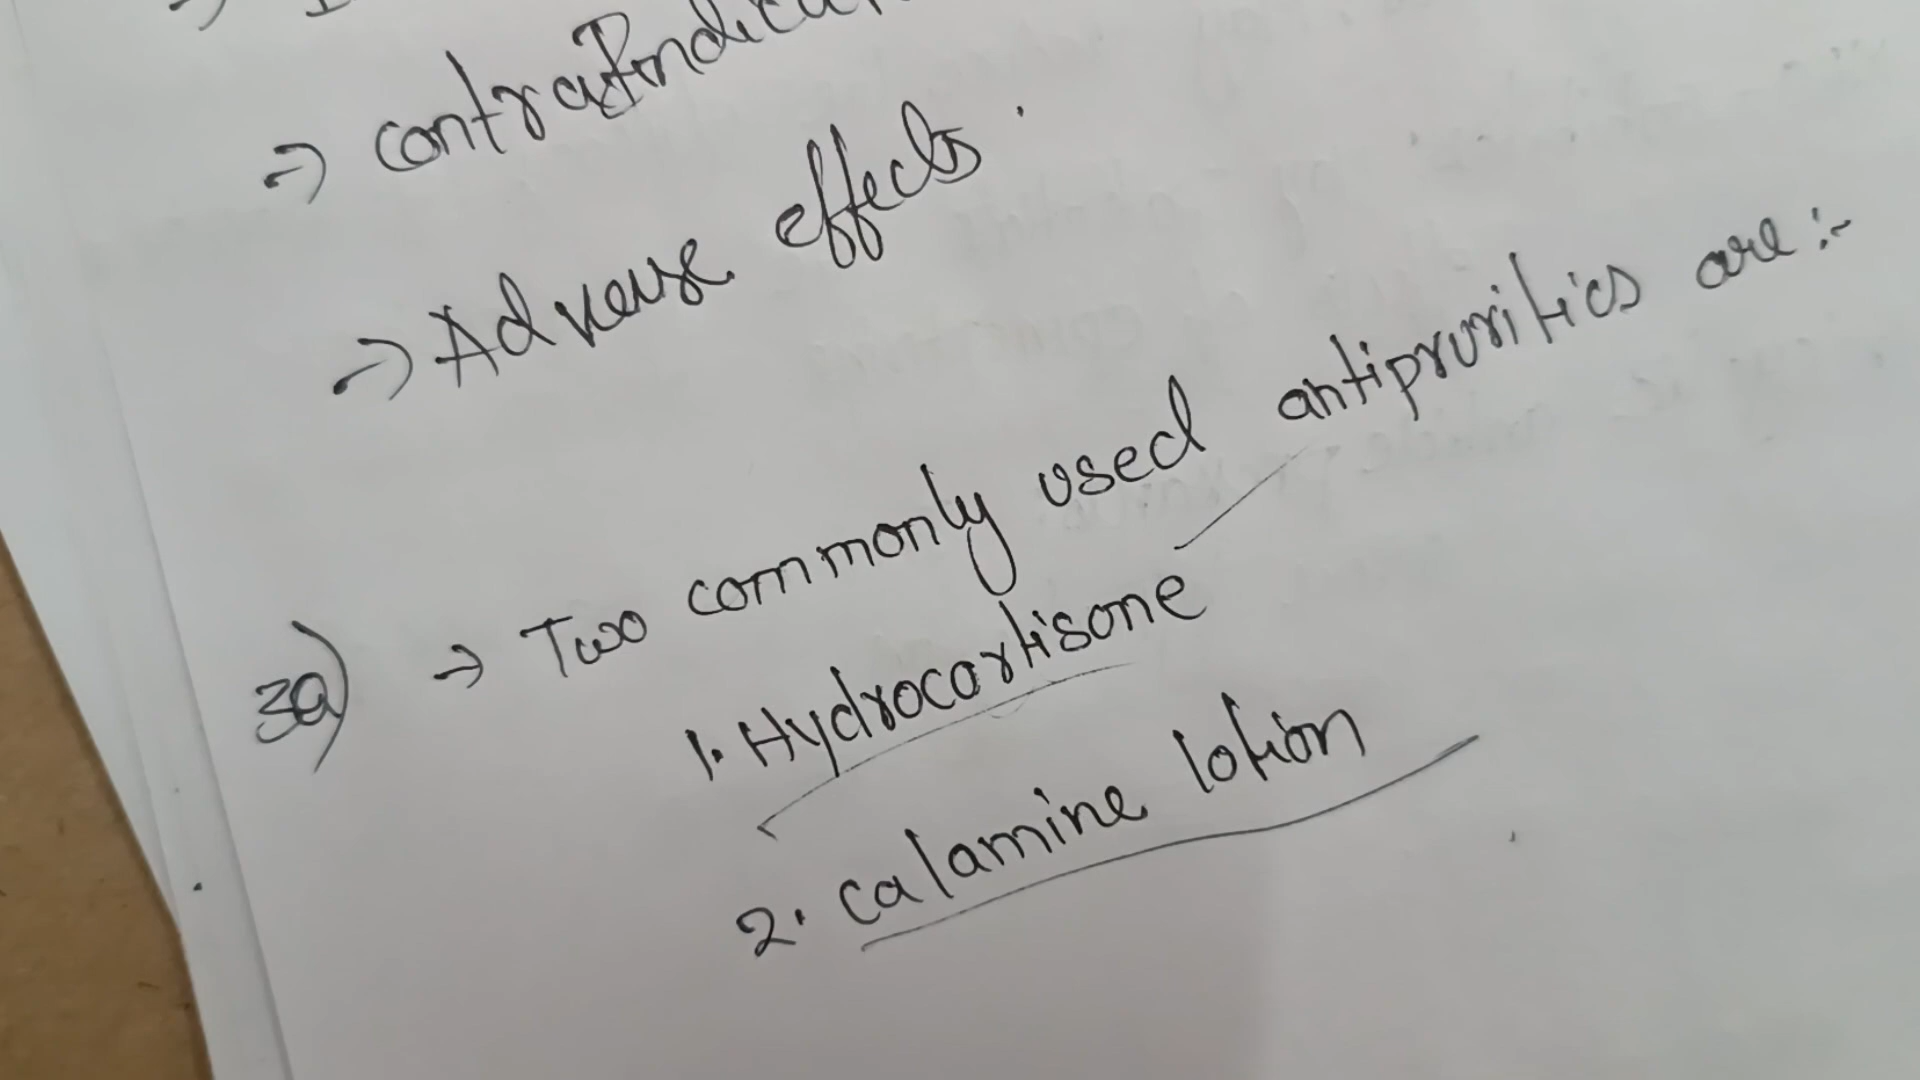 ⇒ contraindica
⇒ Adverse effects.
3a) → Two commonly used antipruritics are :-
1. Hydrocortisone
2. calamine lotion